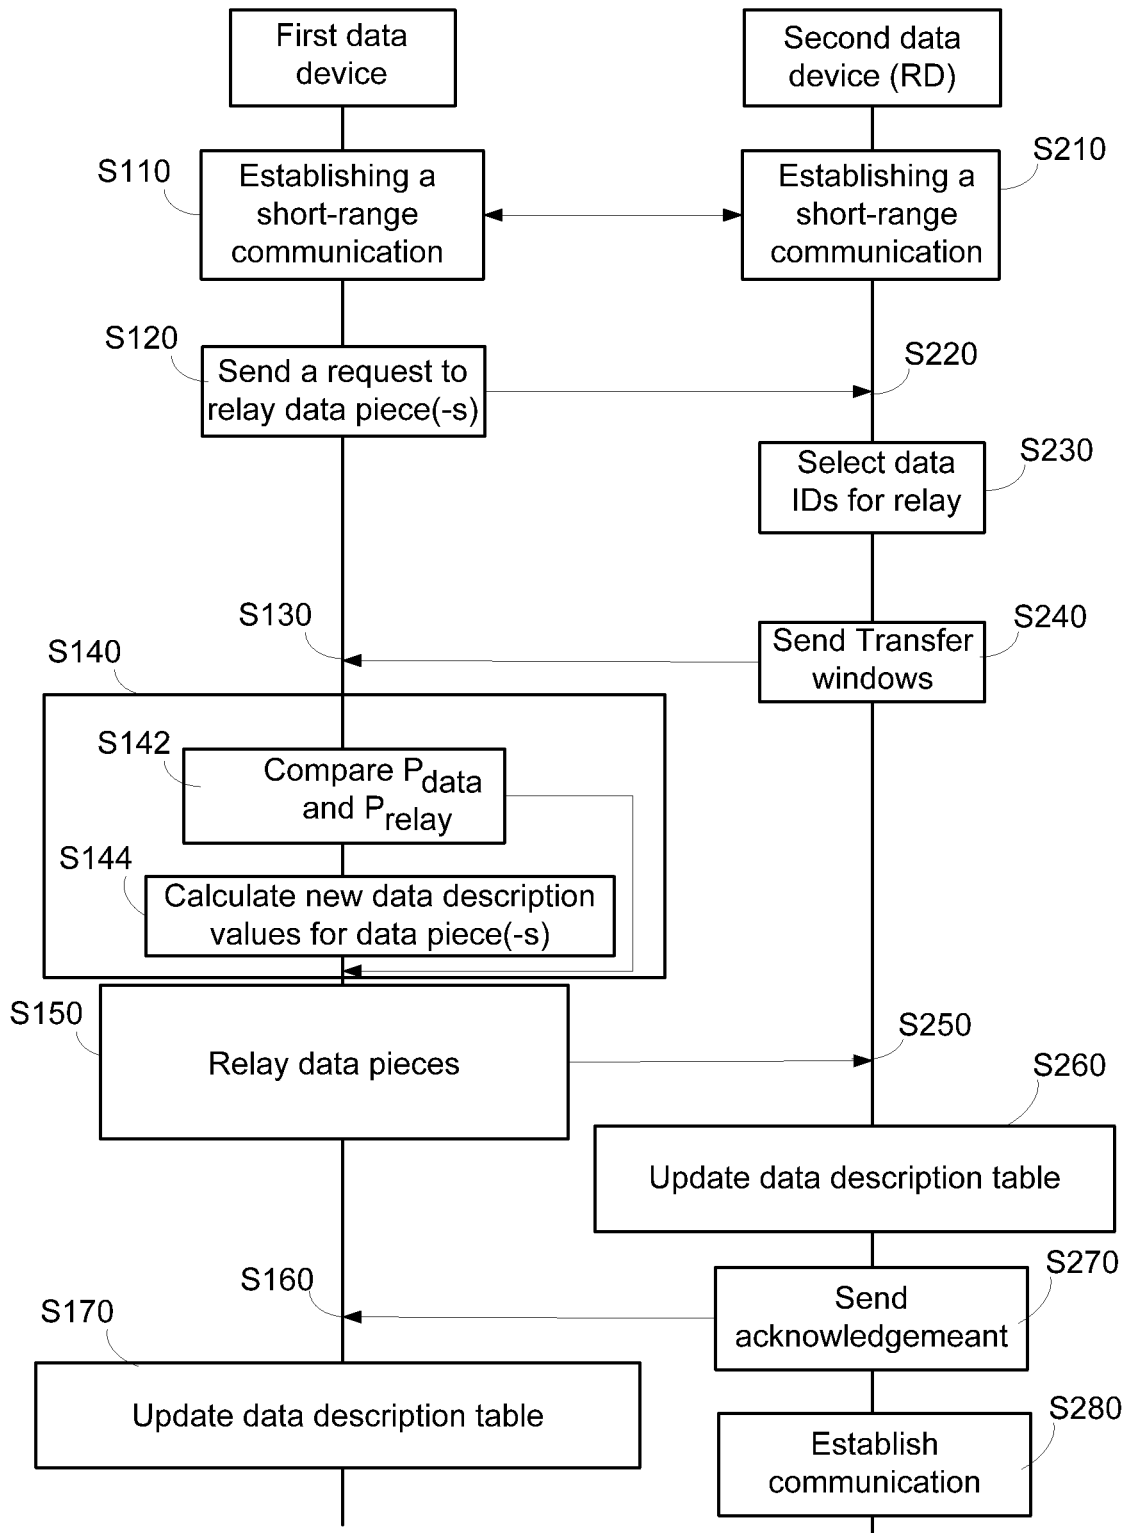 First data
device
Second data
device (RD)
S110
Establishing a
short-range
communication
S210
Establishing a
short-range
communication
S120
Send a request to
relay data piece(-s)
S220
S230
Select data
IDs for relay
S130
S240
Send Transfer
windows
S140
S142
Compare Pdata
and Prelay
S144
Calculate new data description
values for data piece(-s)
S150
Relay data pieces
S250
S260
Update data description table
S160
S270
Send
acknowledgemeant
S170
Update data description table
S280
Establish
communication